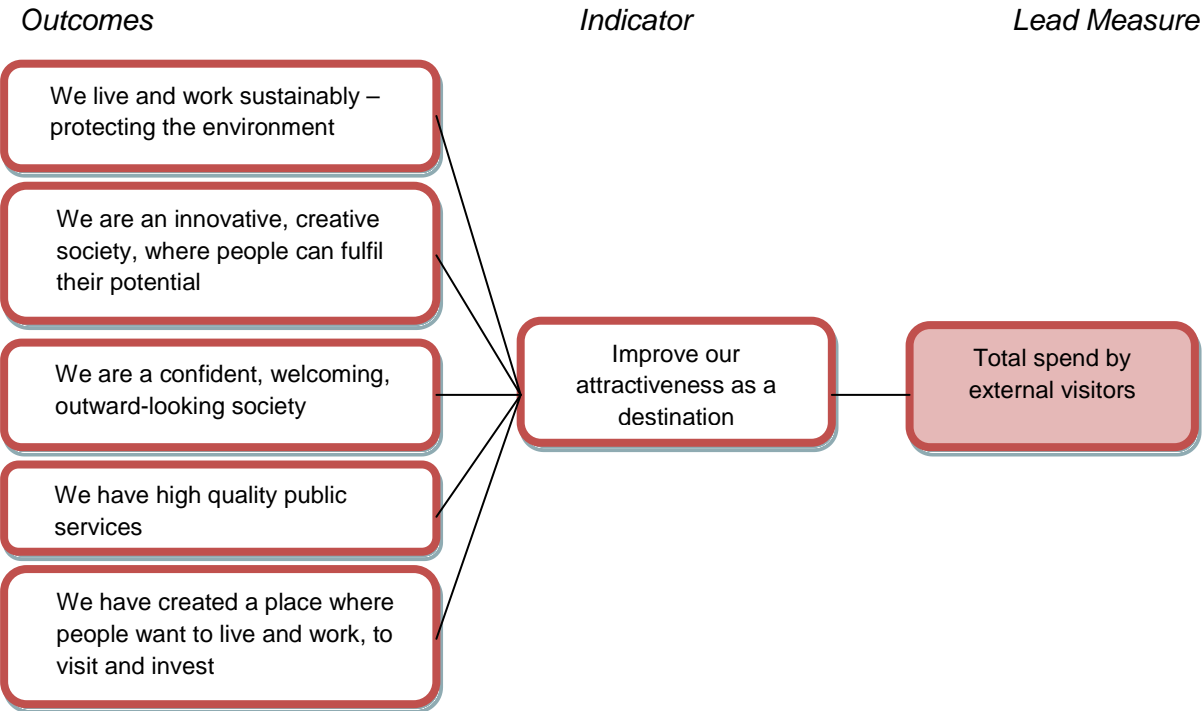 Outcomes
Indicator
Lead Measure
We live and work sustainably –
protecting the environment
We are an innovative, creative
society, where people can fulfil
their potential
We are a confident, welcoming,
outward-looking society
We have high quality public
services
We have created a place where
people want to live and work, to
visit and invest
Improve our
attractiveness as a
destination
Total spend by
external visitors